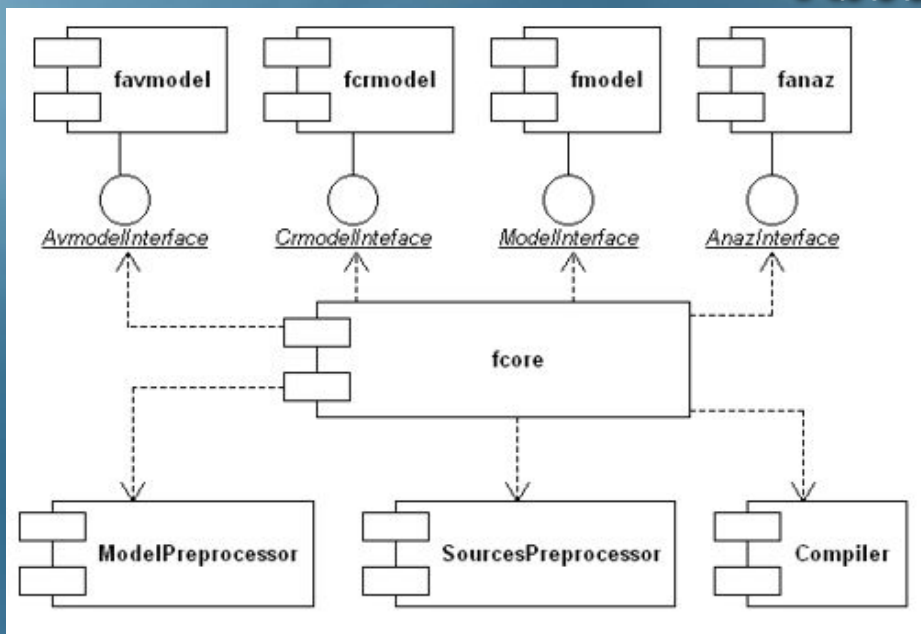 favmodel
fcrmodel
fmodel
fanaz
AvmodelInterface
CrmodelInteface
ModelInterface
AnazInterface
fcore
ModelPreprocessor
SourcesPreprocessor
Compiler